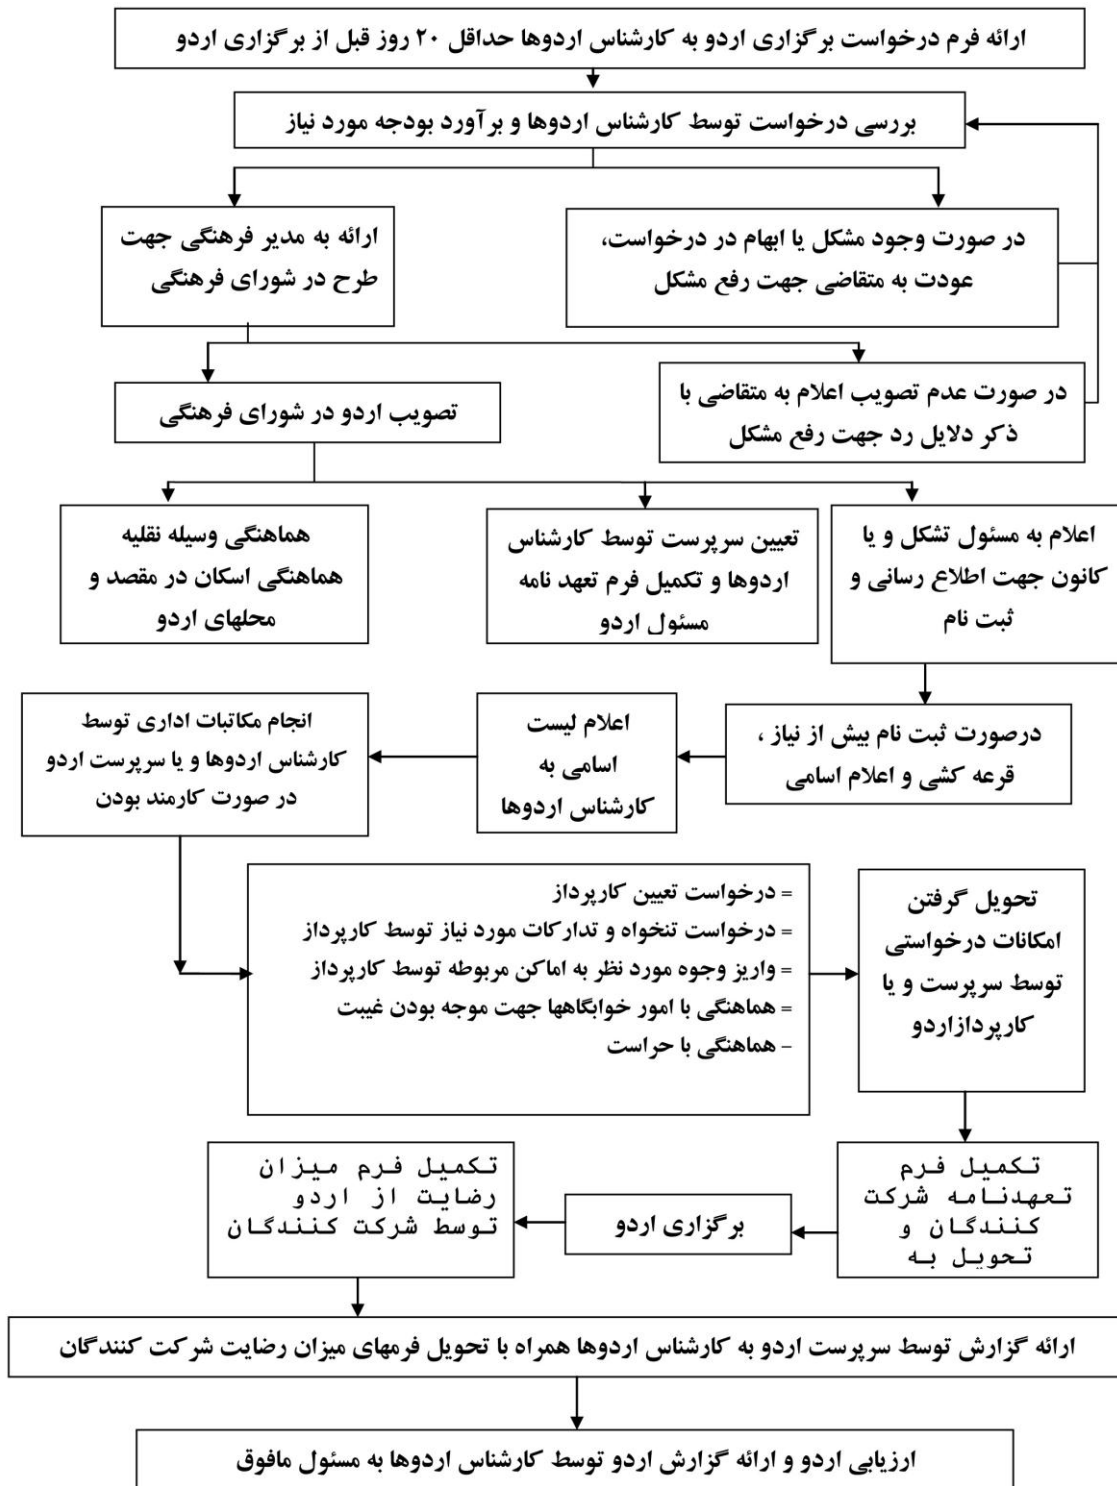 ارائه فرم درخواست برگزاری اردو به کارشناس اردوها حداقل ۲۰ روز قبل از برگزاری اردو
بررسی درخواست توسط کارشناس اردوها و برآورد بودجه مورد نیاز
در صورت وجود مشکل یا ابهام در درخواست،
عودت به متقاضی جهت رفع مشکل
ارائه به مدیر فرهنگی جهت
طرح در شورای فرهنگی
در صورت عدم تصویب اعلام به متقاضی با
ذکر دلایل رد جهت رفع مشکل
تصویب اردو در شورای فرهنگی
اعلام به مسئول تشکل و یا
کانون جهت اطلاع رسانی و
ثبت نام
تعیین سرپرست توسط کارشناس
اردوها و تکمیل فرم تعهد نامه
مسئول اردو
هماهنگی وسیله نقلیه
هماهنگی اسکان در مقصد و
محلهای اردو
درصورت ثبت نام بیش از نیاز ،
قرعه کشی و اعلام اسامی
اعلام لیست
اسامی به
کارشناس اردوها
انجام مکاتبات اداری توسط
کارشناس اردوها و یا سرپرست اردو
در صورت کارمند بودن
= درخواست تعیین کارپرداز
= درخواست تنخواه و تدارکات مورد نیاز توسط کارپرداز
= واریز وجوه مورد نظر به اماکن مربوطه توسط کارپرداز
= هماهنگی با امور خوابگاهها جهت موجه بودن غیبت
- هماهنگی با حراست
تحویل گرفتن
امکانات درخواستی
توسط سرپرست و یا
کارپردازاردو
تکمیل فرم
تعهدنامه شرکت
کنندگان و
تحویل به
برگزاری اردو
تکمیل فرم میزان
رضایت از اردو
توسط شرکت کنندگان
ارائه گزارش توسط سرپرست اردو به کارشناس اردوها همراه با تحویل فرمهای میزان رضایت شرکت کنندگان
ارزیابی اردو و ارائه گزارش اردو توسط کارشناس اردوها به مسئول مافوق